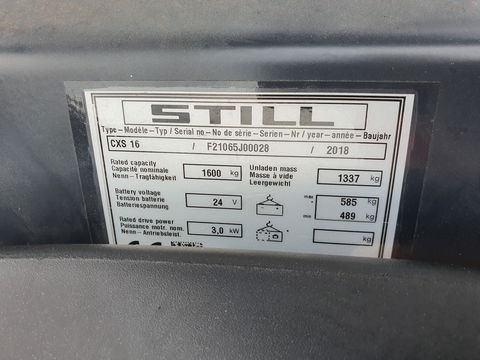 STILL
Type – Modèle – Typ / Serial no. – No de série – Serien – Nr / year – année – Baujahr
CXS 16 / F21065J00028 / 2018
Rated capacity
Capacité nominale
Nenn – Tragfähigkeit
1600 kg
Unladen mass
Masse à vide
Leergewicht
1337 kg
Battery voltage
Tension batterie
Batteriespannung
24 V
max 585 kg
min 489 kg
Rated drive power
Puissance motr. nom.
Nenn – Antriebsleist.
3,0 kW
kg